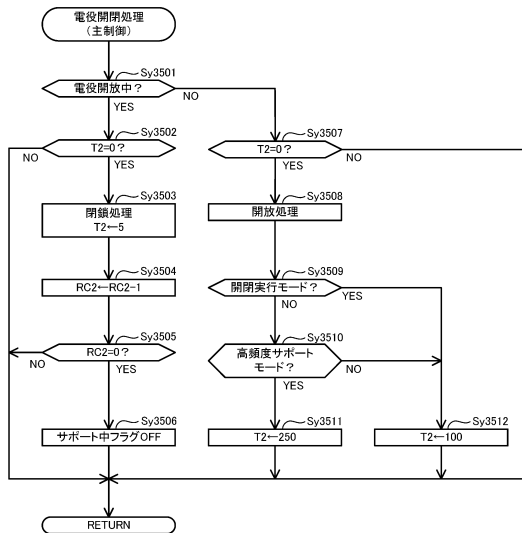 電役開閉処理
(主制御)
Sy3501
電役開放中？
NO
YES
Sy3502
T2=0？
NO
YES
Sy3503
閉鎖処理
T2←5
Sy3504
RC2←RC2-1
Sy3505
RC2=0？
NO
YES
Sy3506
サポート中フラグOFF
Sy3507
T2=0？
NO
YES
Sy3508
開放処理
Sy3509
開閉実行モード？
YES
NO
Sy3510
高頻度サポート
モード？
NO
YES
Sy3511
T2←250
Sy3512
T2←100
RETURN